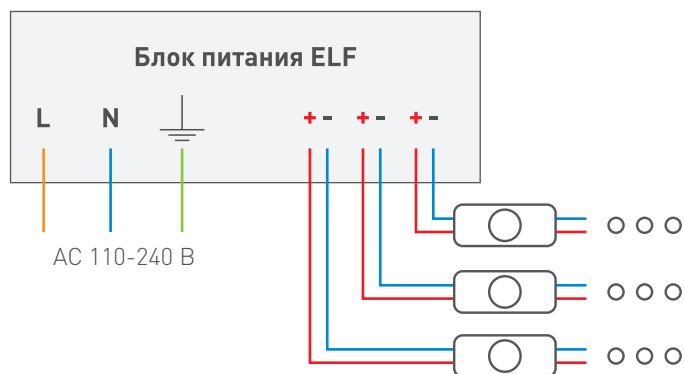 Блок питания ELF
L N + - + - + -
AC 110-240 В